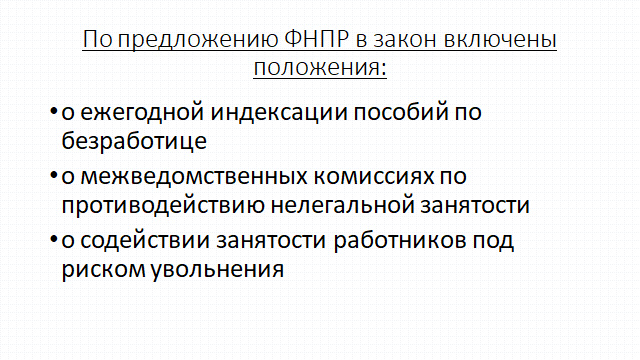 По предложению ФНПР в закон включены
положения:
•о ежегодной индексации пособий по
безработице
•о межведомственных комиссиях по
противодействию нелегальной занятости
•о содействии занятости работников под
риском увольнения